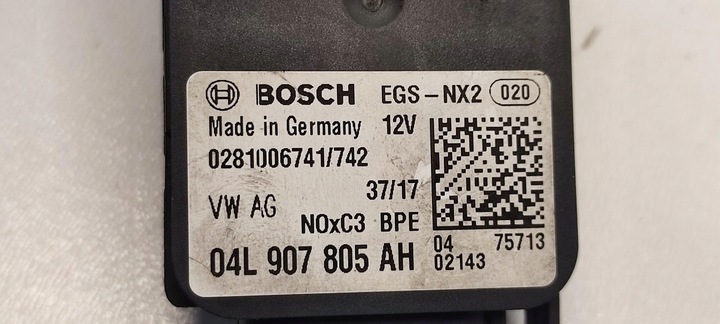 BOSCH EGS-NX2 020
Made in Germany 12V
0281006741/742
37/17
VW AG
NOxC3 BPE
04L 907 805 AH
04 75713
02143